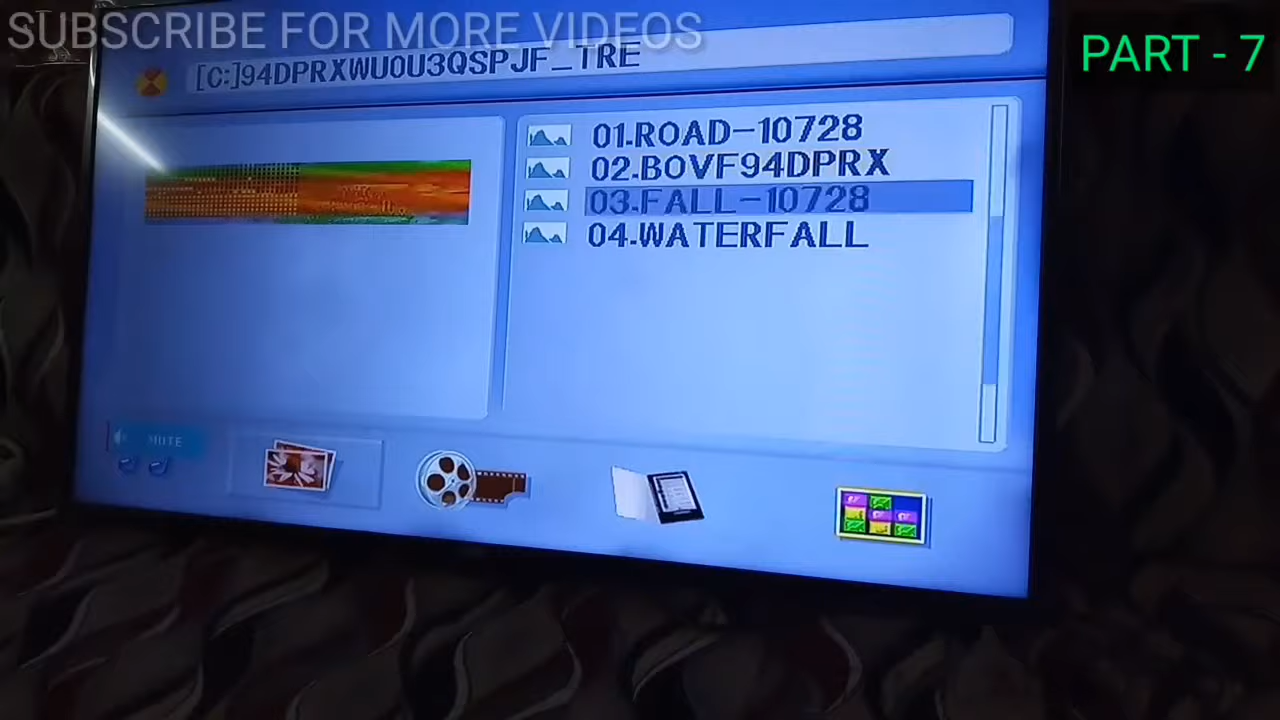 SUBSCRIBE FOR MORE VIDEOS
PART - 7
[C:]94DPRXWU0U3QSPJF_TRE
01.ROAD-10728
02.BOVF94DPRX
03.FALL-10728
04.WATERFALL
MUTE